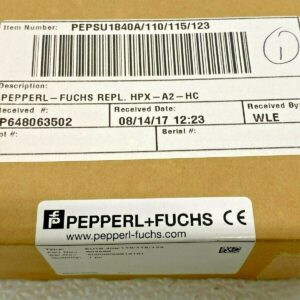 Item Number: PEPSU1840A/110/115/123
Description:
PEPPERL-FUCHS REPL. HPX-A2-HC
Received Date Received By
P648063502 08/14/17 12:23 WLE
Lot: Serial#:
PEPPERL+FUCHS CE
www.pepperl-fuchs.com